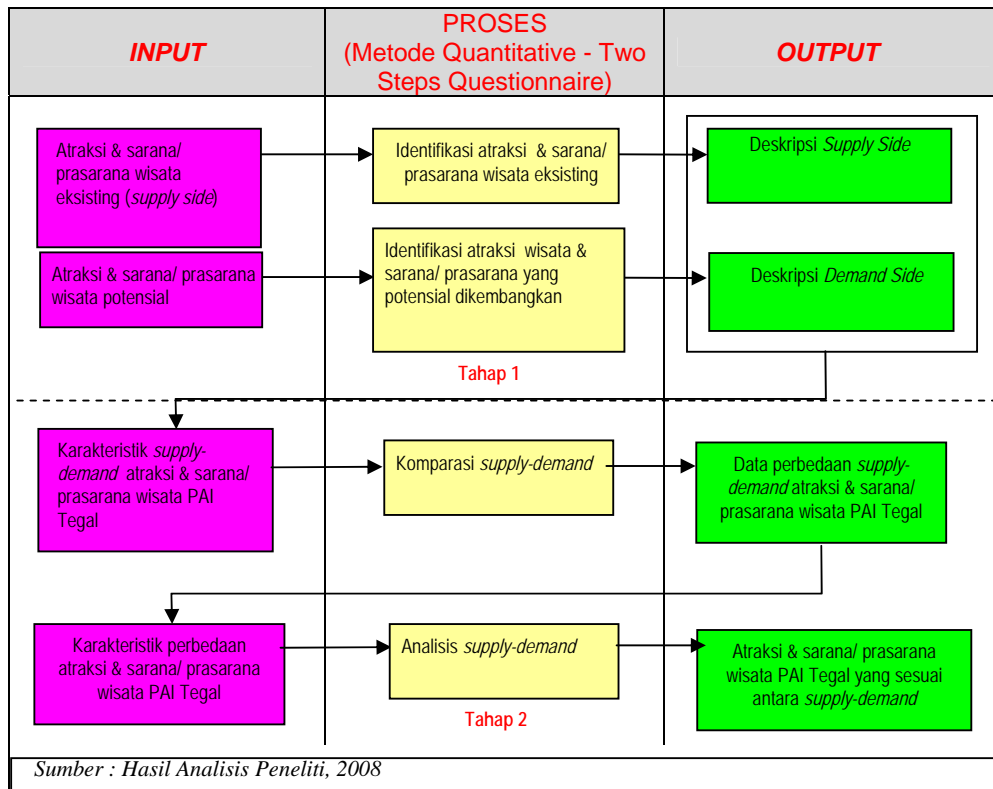 INPUT
PROSES
(Metode Quantitative - Two
Steps Questionnaire)
OUTPUT
Atraksi & sarana/
prasarana wisata
eksisting (supply side)
Identifikasi atraksi & sarana/
prasarana wisata eksisting
Deskripsi Supply Side
Atraksi & sarana/ prasarana
wisata potensial
Identifikasi atraksi wisata &
sarana/ prasarana yang
potensial dikembangkan
Deskripsi Demand Side
Tahap 1
Karakteristik supply-
demand atraksi & sarana/
prasarana wisata PAI
Tegal
Komparasi supply-demand
Data perbedaan supply-
demand atraksi & sarana/
prasarana wisata PAI Tegal
Karakteristik perbedaan
atraksi & sarana/ prasarana
wisata PAI Tegal
Analisis supply-demand
Atraksi & sarana/ prasarana
wisata PAI Tegal yang sesuai
antara supply-demand
Tahap 2
Sumber : Hasil Analisis Peneliti, 2008